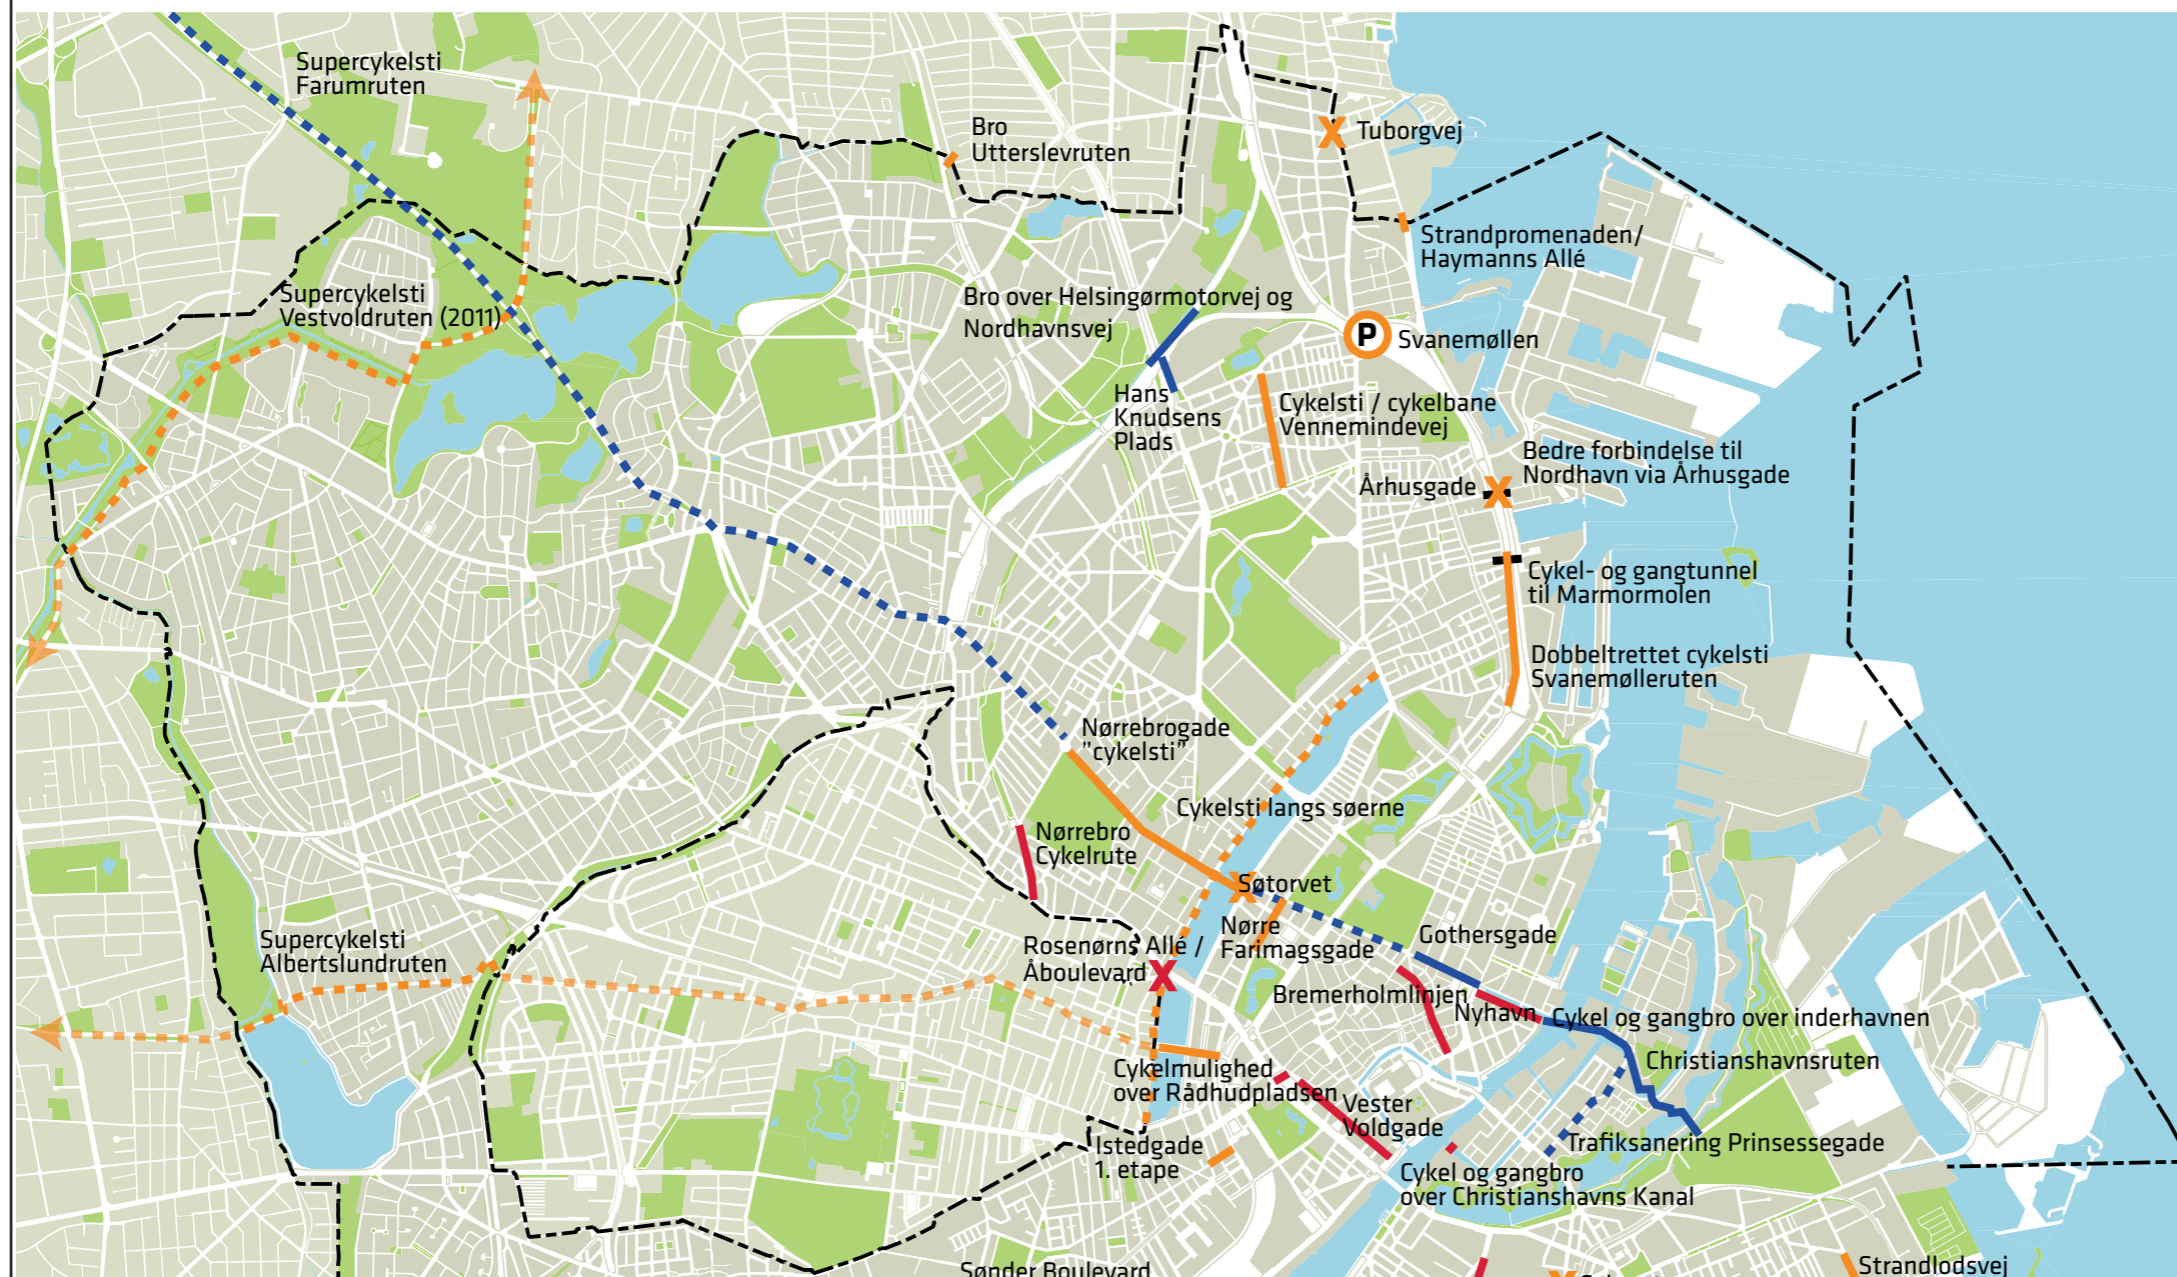 Supercykelsti
Farumruten
Bro
Utterslevruten
Tuborgvej
Strandpromenaden/
Haymanns Allé
Supercykelsti
Vestvoldruten (2011)
Bro over Helsingørmotorvej og
Nordhavnsvej
P
Svanemøllen
Hans
Knudsens
Plads
Cykelsti / cykelbane
Vennemindevej
Bedre forbindelse til
Nordhavn via Århusgade
Århusgade
Cykel- og gangtunnel
til Marmormolen
Dobbeltrettet cykelsti
Svanemølleruten
Nørrebrogade
”cykelsti”
Cykelsti langs søerne
Nørrebro
Cykelrute
Søtorvet
Nørre
Farimagsgade
Gothersgade
Supercykelsti
Albertslundruten
Rosenørns Allé /
Åboulevard
Bremerholmlinjen
Nyhavn
Cykel og gangbro over inderhavnen
Christianshavnsruten
Cykelmulighed
over Rådhudpladsen
Vester
Voldgade
Trafiksanering Prinsessegade
Istedgade
1. etape
Cykel og gangbro
over Christianshavns Kanal
Sønder Boulevard
Strandlodsvej